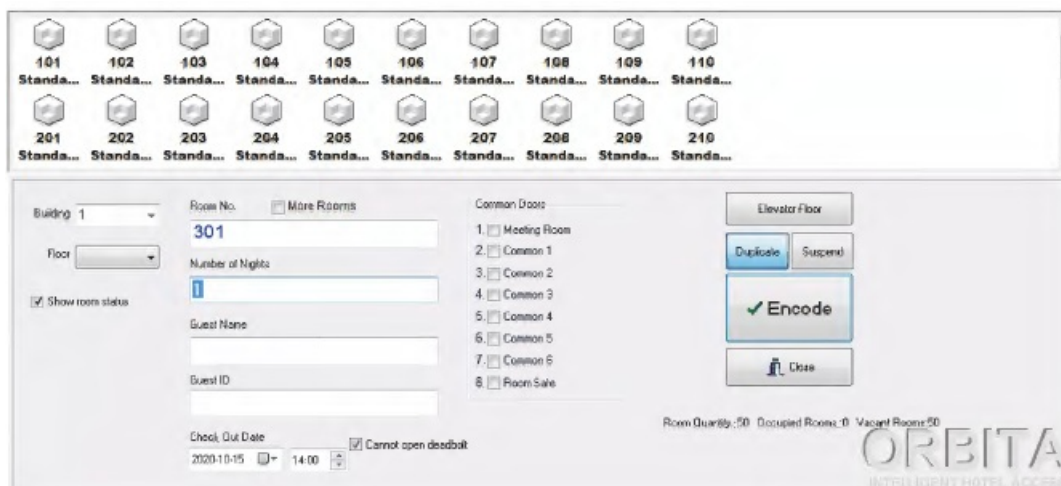 101 102 103 104 105 106 107 108 109 110
Standa... Standa... Standa... Standa... Standa... Standa... Standa... Standa... Standa... Standa...
201 202 203 204 205 206 207 208 209 210
Standa... Standa... Standa... Standa... Standa... Standa... Standa... Standa... Standa... Standa...
Building 1
Floor
Show room status
Room No. More Rooms
301
Number of Nights
1
Guest Name
Guest ID
Check Out Date
2020-10-15 14:00 Cannot open deadbolt
Common Doors
1. Meeting Room
2. Common 1
3. Common 2
4. Common 3
5. Common 4
6. Common 5
7. Common 6
8. Room Safe
Elevator Floor
Duplicate Suspend
Encode
Close
Room Quantity.:50 Occupied Rooms.:0 Vacant Rooms:50
ORBITA
INTELLIGENT HOTEL ACCESS